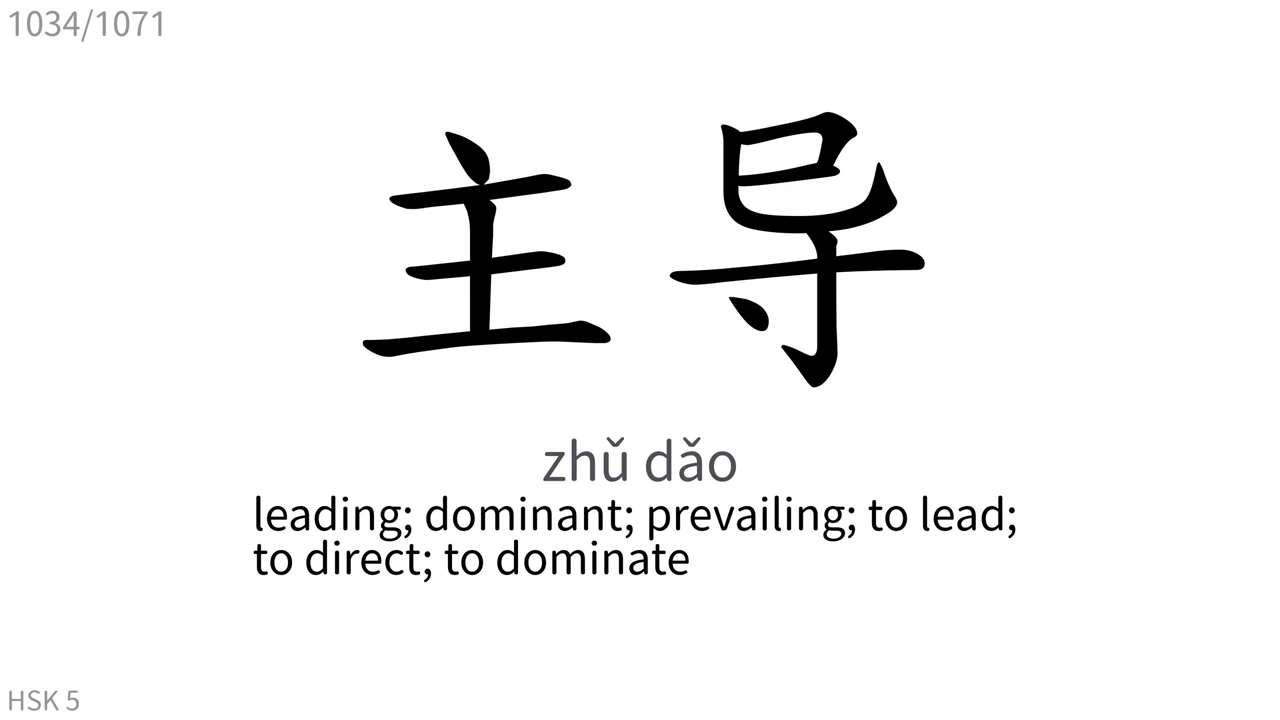 1034/1071
主导
zhǔ dǎo
leading; dominant; prevailing; to lead;
to direct; to dominate
HSK 5